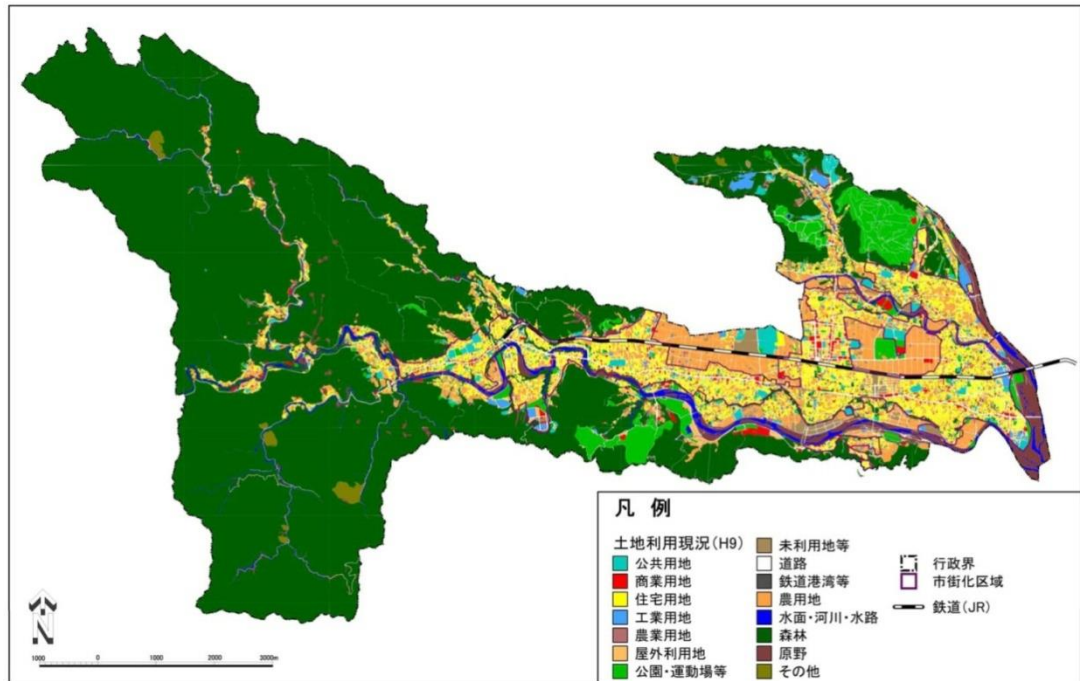 凡 例
土地利用現況(H9)
公共用地
商業用地
住宅用地
工業用地
農業用地
屋外利用地
公園・運動場等
未利用地等
道路
鉄道港湾等
農用地
水面・河川・水路
森林
原野
その他
行政界
市街化区域
鉄道(JR)
N
1000 0 1000 2000 3000m